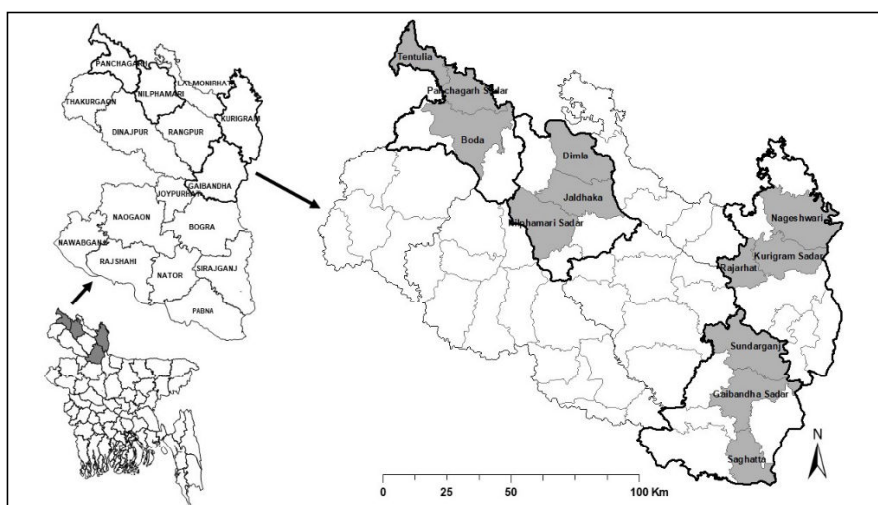 PANCHAGARH
NILPHAMARI
LALMONIRHAT
THAKURGAON
KURIGRAM
DINAJPUR
RANGPUR
GAIBANDHA
JOYPURHAT
NAOGAON
BOGRA
NAWABGANJ
RAJSHAHI
NATOR
SIRAJGANJ
PABNA
Tentulia
Panchagarh Sadar
Boda
Dimla
Jaldhaka
Nilphamari Sadar
Nageshwari
Kurigram Sadar
Rajarhat
Sundarganj
Gaibandha Sadar
Saghatta
N
0 25 50 100 Km